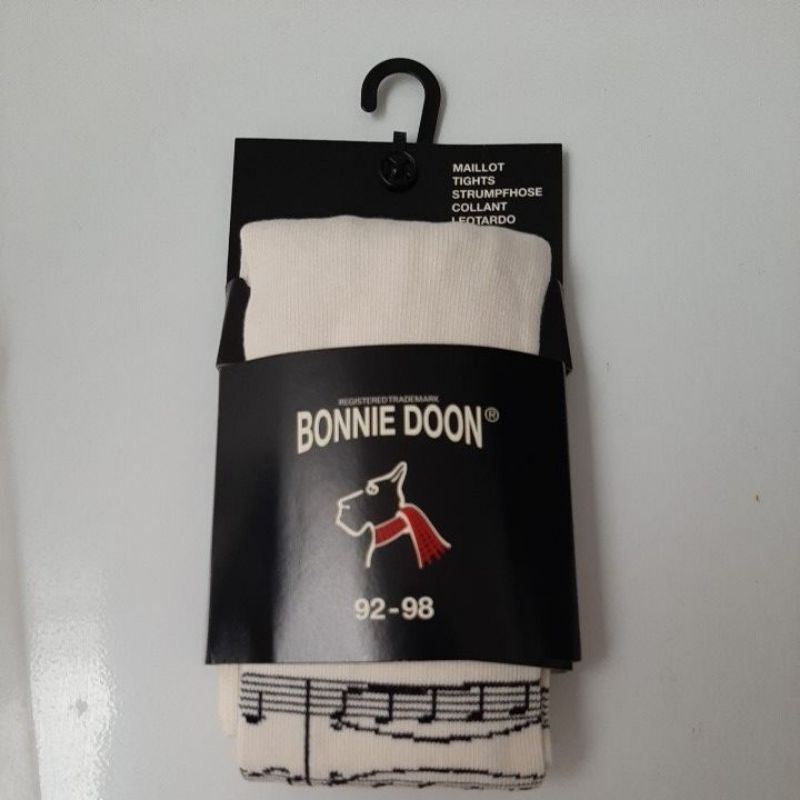 MAILLOT
TIGHTS
STRUMPFHOSE
COLLANT
LEOTARDO
REGISTERED TRADEMARK
BONNIE DOON®
92-98